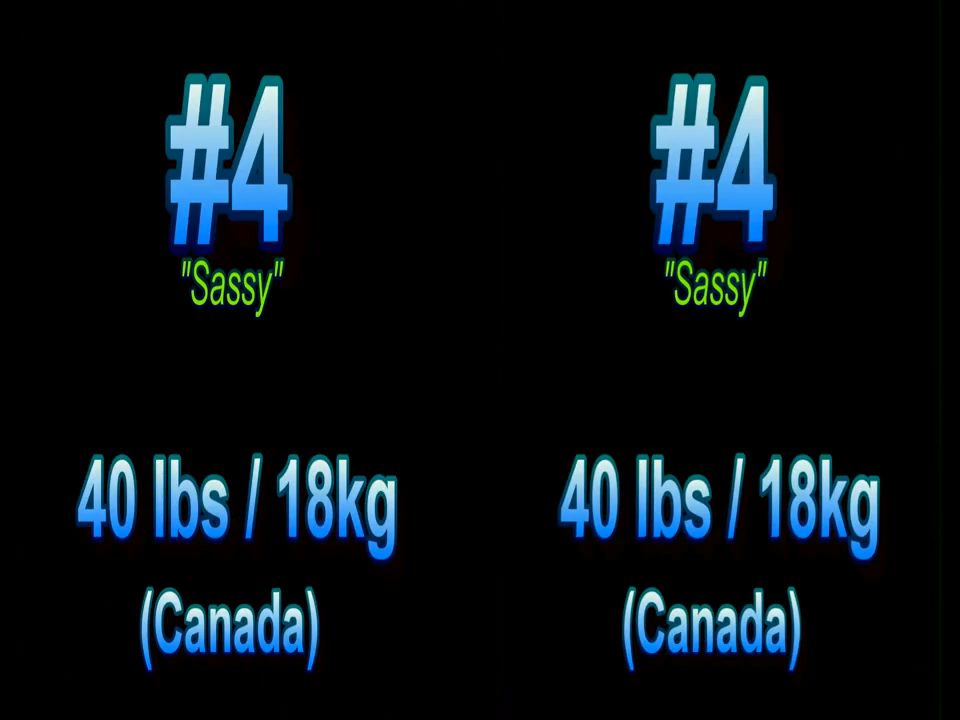 #4 #4
"Sassy" "Sassy"
40 lbs / 18kg 40 lbs / 18kg
(Canada) (Canada)